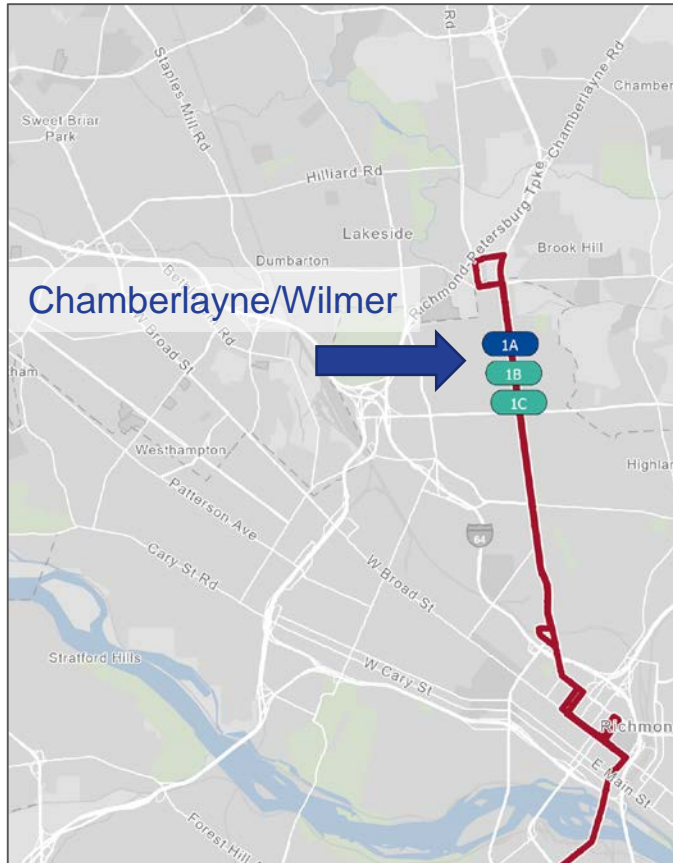 Rd
Chamberlayne Rd
Chamber
Staples Mill Rd
Sweet Briar
Park
Hilliard Rd
Richmond-Petersburg Tpke
Lakeside
Brook Hill
Dumbarton
Chamberlayne/Wilmer
Rd
W Broad St
1A
1B
1C
Westhampton
Highlan
Patterson Ave
64
Cary St Rd
W Broad St
Stratford Hills
W Cary St
Richmon
E Main St
Forest Hill A